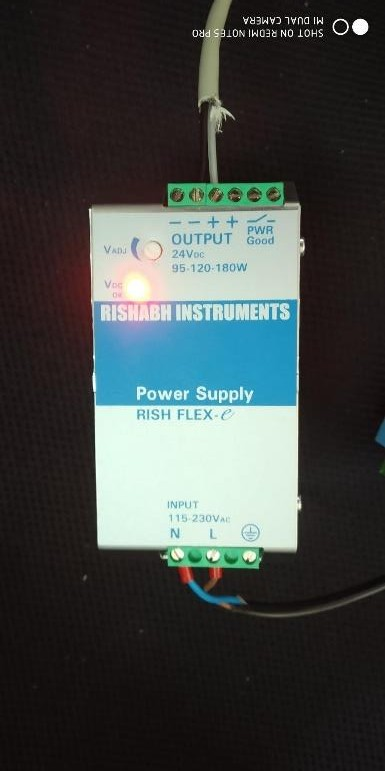 SHOT ON REDMI NOTE5 PRO
MI DUAL CAMERA
− − + +
PWR
Good
OUTPUT
24VDC
95-120-180W
VADJ
VDC
OK
RISHABH INSTRUMENTS
Power Supply
RISH FLEX-e
INPUT
115-230VAC
N L